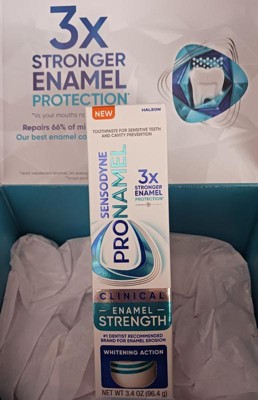 3x
STRONGER
ENAMEL
PROTECTION*
*Vs your mouth's
Repairs 66% of
Our best enamel
NEW
HALEON
TOOTHPASTE FOR SENSITIVE TEETH
AND CAVITY PREVENTION
SENSODYNE
PRONAMEL
3x
STRONGER
ENAMEL
PROTECTION*
CLINICAL
ENAMEL
STRENGTH
#1 DENTIST RECOMMENDED
BRAND FOR ENAMEL EROSION
WHITENING ACTION
NET WT 3.4 OZ (96.4 g)